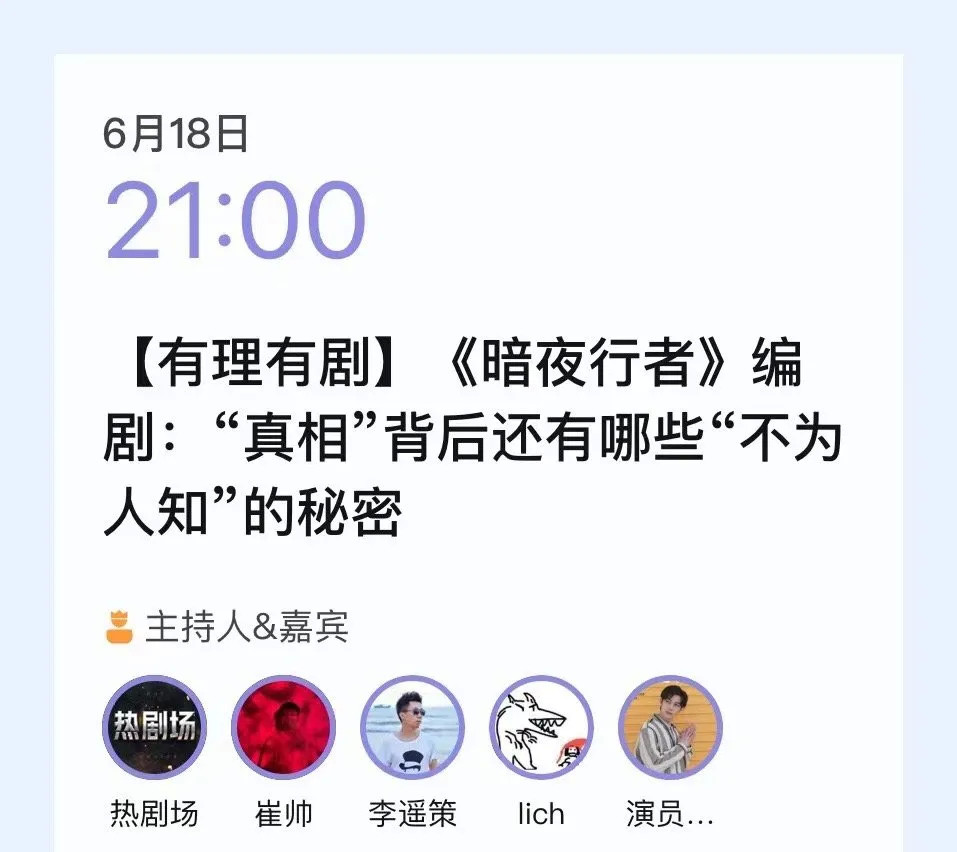 6月18日
21:00
【有理有剧】《暗夜行者》编
剧：“真相”背后还有哪些“不为
人知”的秘密
主持人&嘉宾
热剧场
热剧场 崔帅 李遥策 lich 演员...